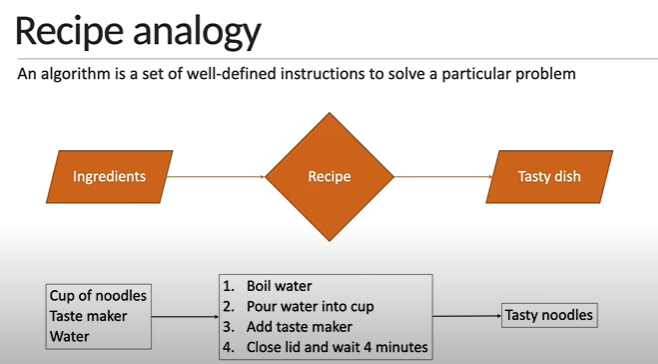 Recipe analogy
An algorithm is a set of well-defined instructions to solve a particular problem
Ingredients
Recipe
Tasty dish
Cup of noodles
Taste maker
Water
1. Boil water
2. Pour water into cup
3. Add taste maker
4. Close lid and wait 4 minutes
Tasty noodles